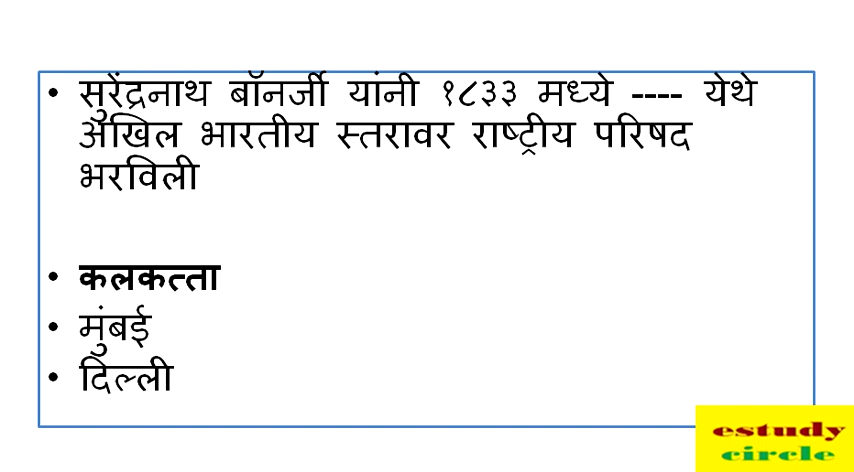 • सुरेंद्रनाथ बॉनर्जी यांनी १८३३ मध्ये ---- येथे
अखिल भारतीय स्तरावर राष्ट्रीय परिषद
भरविली
• कलकत्ता
• मुंबई
• दिल्ली
estudy
circle